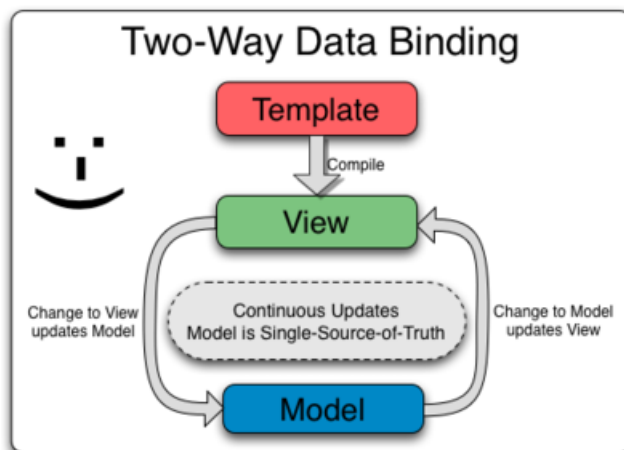 Two-Way Data Binding
Template
Compile
View
Continuous Updates
Model is Single-Source-of-Truth
Change to View
updates Model
Change to Model
updates View
Model